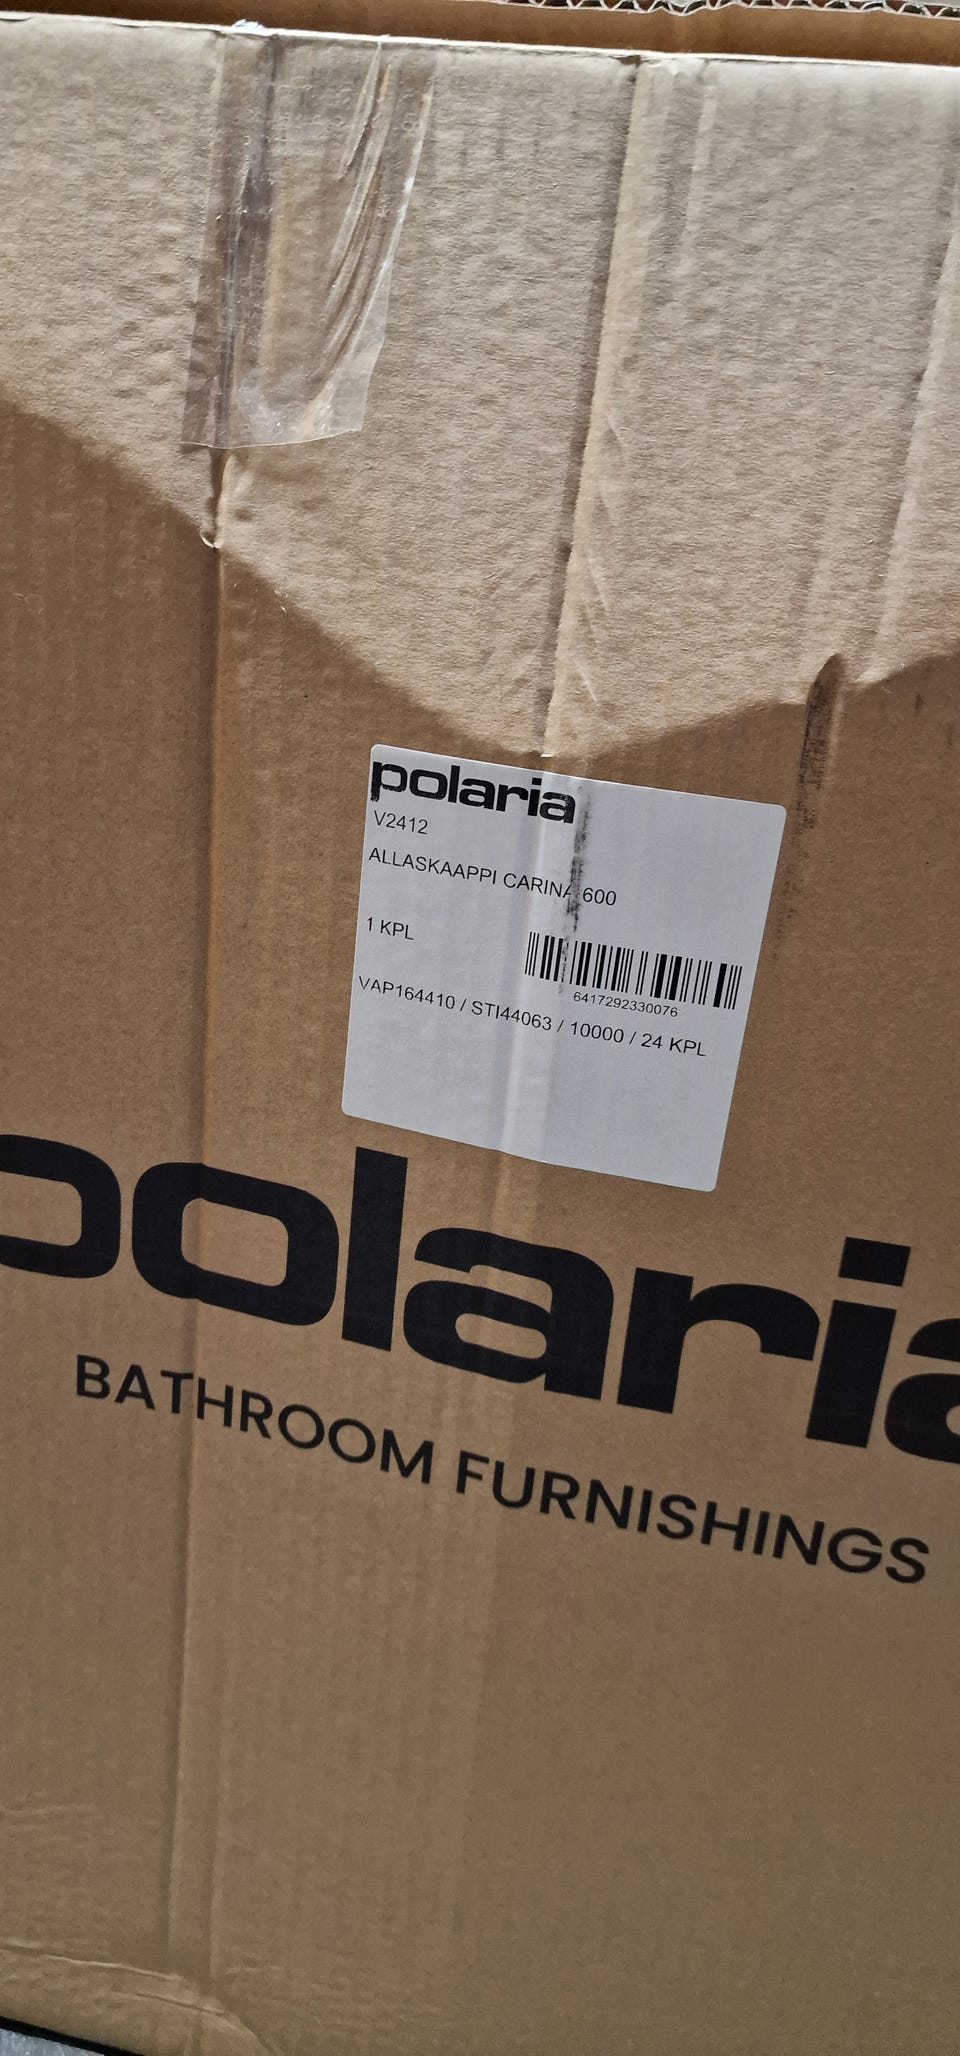 polaria
V2412
ALLASKAAPPI CARINA 600
1 KPL
6417292330076
VAP164410 / STI44063 / 10000 / 24 KPL
polaria
BATHROOM FURNISHINGS